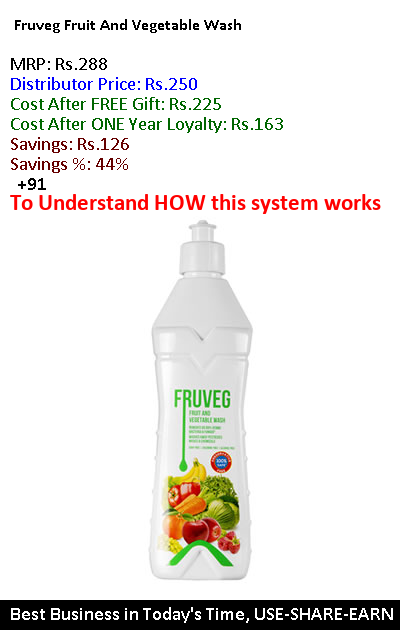 Fruveg Fruit And Vegetable Wash
MRP: Rs.288
Distributor Price: Rs.250
Cost After FREE Gift: Rs.225
Cost After ONE Year Loyalty: Rs.163
Savings: Rs.126
Savings %: 44%
+91
To Understand HOW this system works
FRUVEG
FRUIT AND
VEGETABLE WASH
100%
SAFE
Best Business in Today's Time, USE-SHARE-EARN